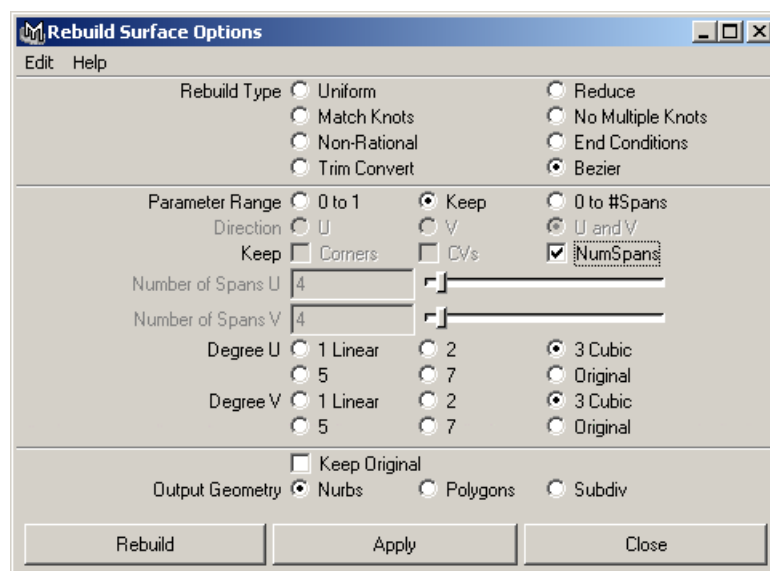 Rebuild Surface Options
Edit Help
Rebuild Type Uniform Reduce
Match Knots No Multiple Knots
Non-Rational End Conditions
Trim Convert Bezier
Parameter Range 0 to 1 Keep 0 to #Spans
Direction U V U and V
Keep Corners CVs NumSpans
Number of Spans U 4
Number of Spans V 4
Degree U 1 Linear 2 3 Cubic
5 7 Original
Degree V 1 Linear 2 3 Cubic
5 7 Original
Keep Original
Output Geometry Nurbs Polygons Subdiv
Rebuild Apply Close